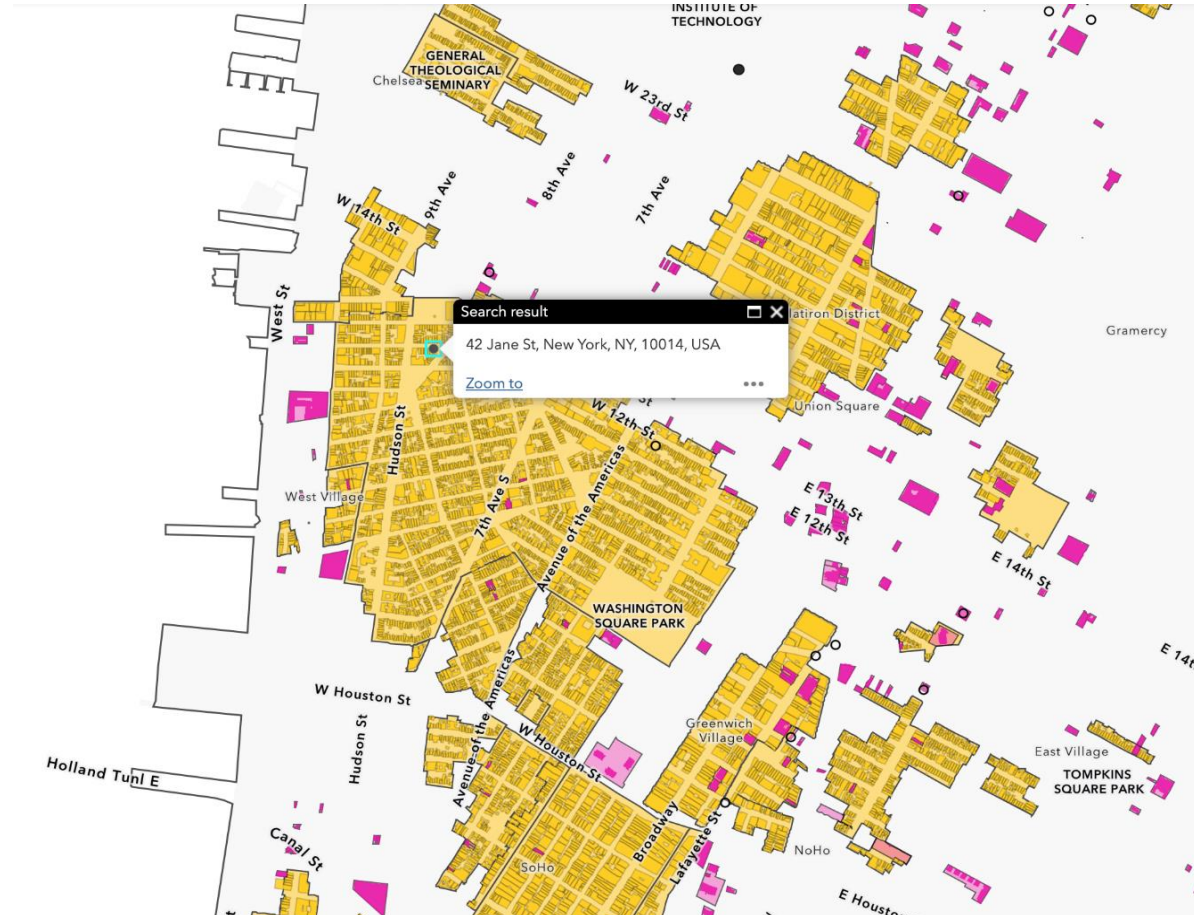 INSTITUTE OF
TECHNOLOGY
GENERAL
THEOLOGICAL
SEMINARY
Chelsea
W 23rd St
9th Ave
8th Ave
7th Ave
W 14th St
West St
Search result
42 Jane St, New York, NY, 10014, USA
Zoom to
latiron District
Gramercy
St
W 12th St
Union Square
Hudson St
West Village
7th Ave S
Avenue of the Americas
E 13th St
E 12th St
E 14th St
WASHINGTON
SQUARE PARK
E 14t
W Houston St
Hudson St
Avenue of the Americas
W Houston St
Greenwich
Village
East Village
TOMPKINS
SQUARE PARK
Holland Tunl E
Canal St
SoHo
Broadway
Lafayette St
NoHo
E Housto